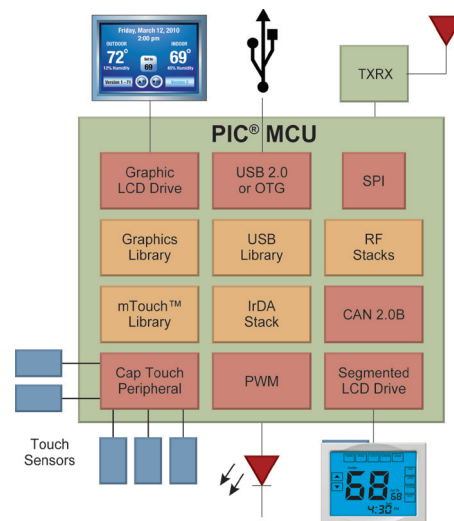 Friday, March 12, 2010
2:00 pm
OUTDOOR
INDOOR
72°
69°
Set to
69
12% Humidity
45% Humidity
TXRX
PIC® MCU
Graphic
LCD Drive
USB 2.0
or OTG
SPI
Graphics
Library
USB
Library
RF
Stacks
mTouch™
Library
IrDA
Stack
CAN 2.0B
Cap Touch
Peripheral
PWM
Segmented
LCD Drive
Touch
Sensors
68
68
4:30